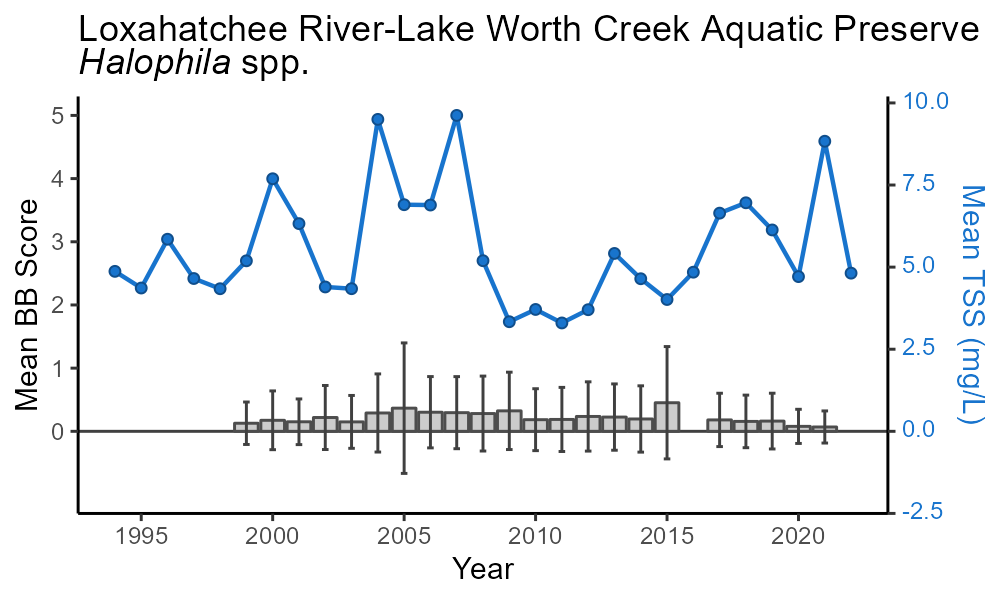 Loxahatchee River-Lake Worth Creek Aquatic Preserve
Halophila spp.
Mean BB Score
5
4
3
2
1
0
10.0
7.5
5.0
2.5
0.0
-2.5
Mean TSS (mg/L)
1995 2000 2005 2010 2015 2020
Year